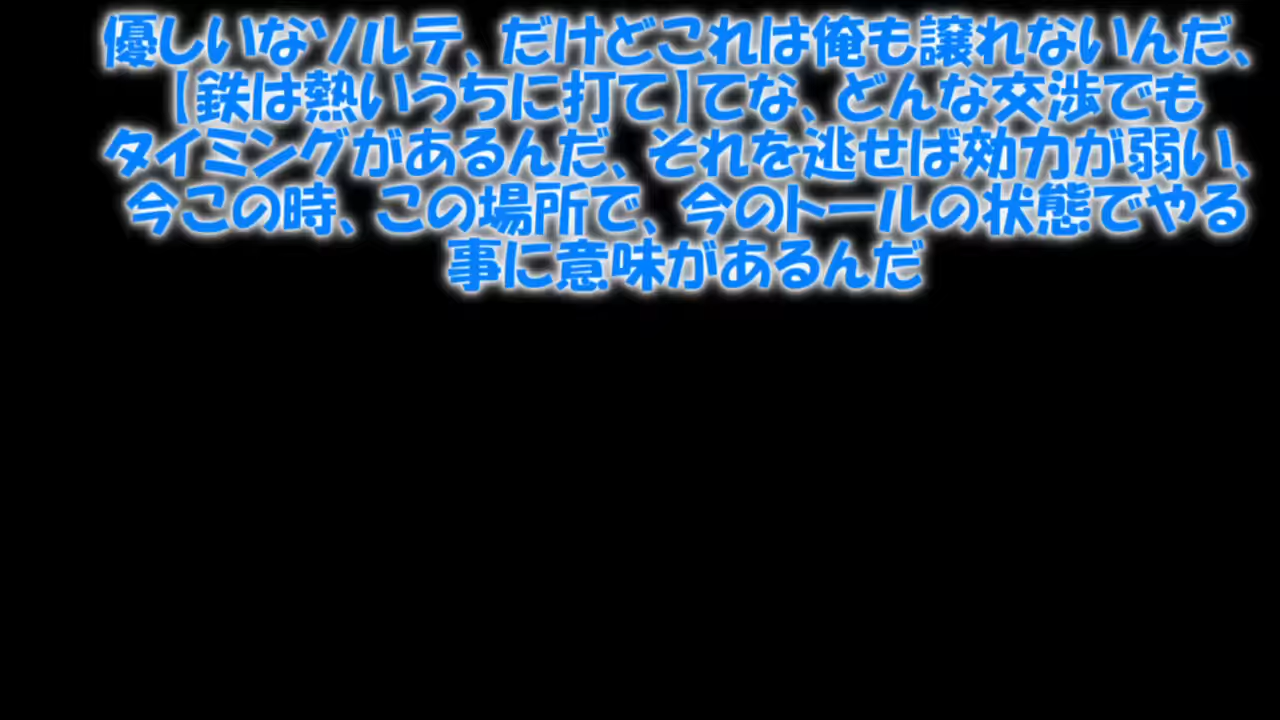 優しいなソルテ、だけどこれは俺も譲れないんだ、
【鉄は熱いうちに打て】てな、どんな交渉でも
タイミングがあるんだ、それを逃せば効力が弱い、
今この時、この場所で、今のトールの状態でやる
事に意味があるんだ